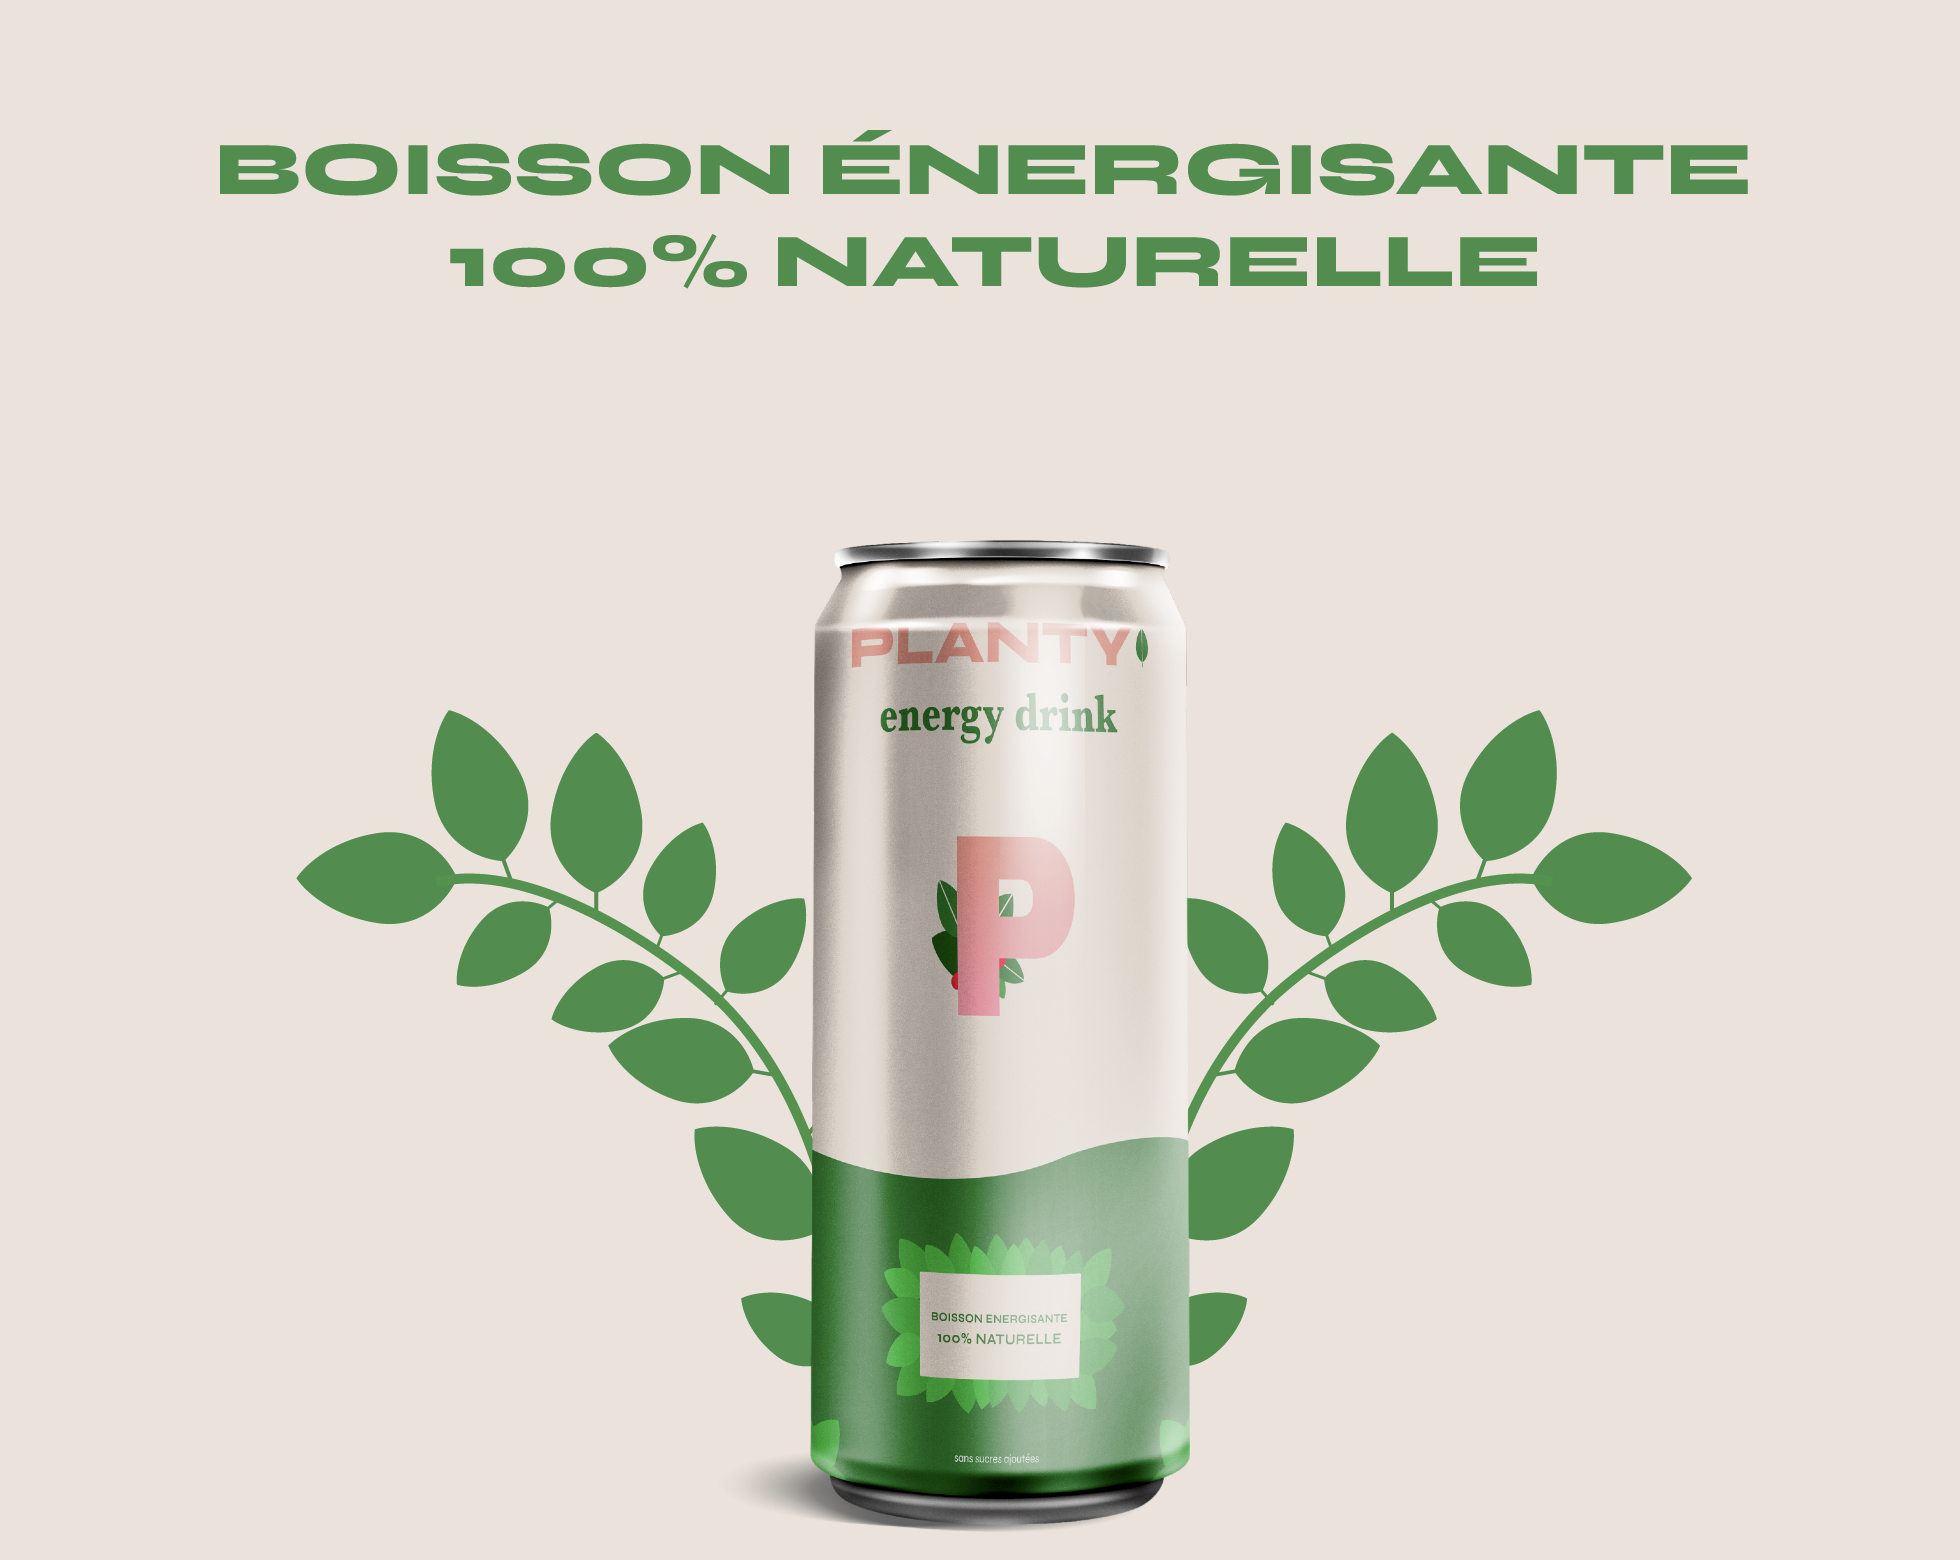 BOISSON ÉNERGISANTE
100% NATURELLE
PLANTY
energy drink
P
BOISSON ENERGISANTE
100% NATURELLE
sans sucres ajoutées